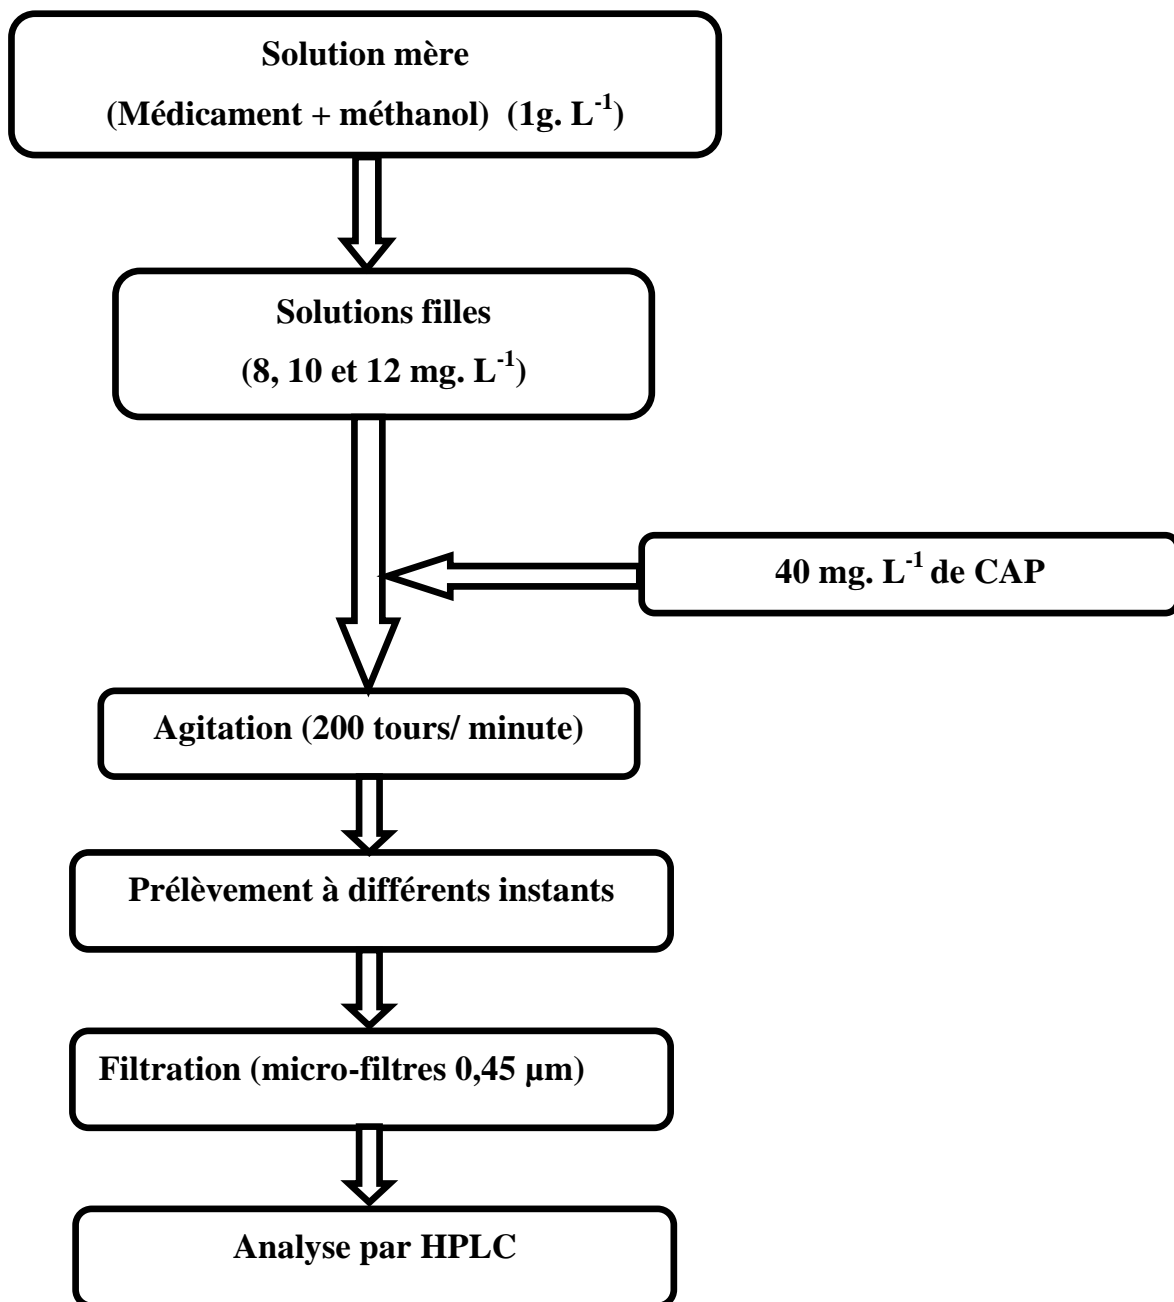 Solution mère
(Médicament + méthanol) (1g. L⁻¹)
Solutions filles
(8, 10 et 12 mg. L⁻¹)
40 mg. L⁻¹ de CAP
Agitation (200 tours/ minute)
Prélèvement à différents instants
Filtration (micro-filtres 0,45 µm)
Analyse par HPLC